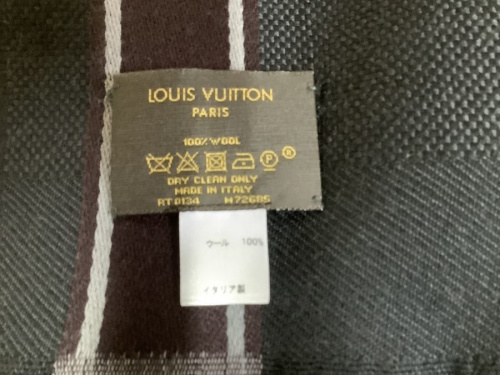 LOUIS VUITTON
PARIS
100% WOOL
P ®
DRY CLEAN ONLY
MADE IN ITALY
RT0134 M72685
ウール 100%
イタリア製